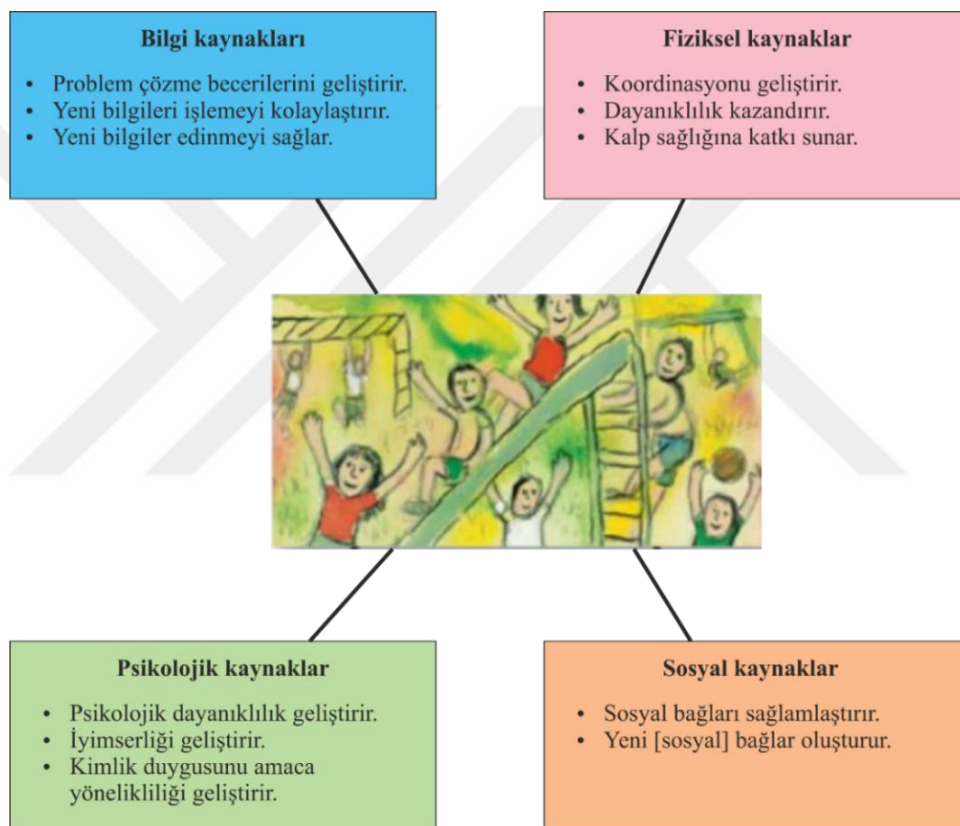 Bilgi kaynakları
• Problem çözme becerilerini geliştirir.
• Yeni bilgileri işlemeyi kolaylaştırır.
• Yeni bilgiler edinmeyi sağlar.
Fiziksel kaynaklar
• Koordinasyonu geliştirir.
• Dayanıklılık kazandırır.
• Kalp sağlığına katkı sunar.
Psikolojik kaynaklar
• Psikolojik dayanıklılık geliştirir.
• İyimserliği geliştirir.
• Kimlik duygusunu amaca
yönelikliliği geliştirir.
Sosyal kaynaklar
• Sosyal bağları sağlamlaştırır.
• Yeni [sosyal] bağlar oluşturur.